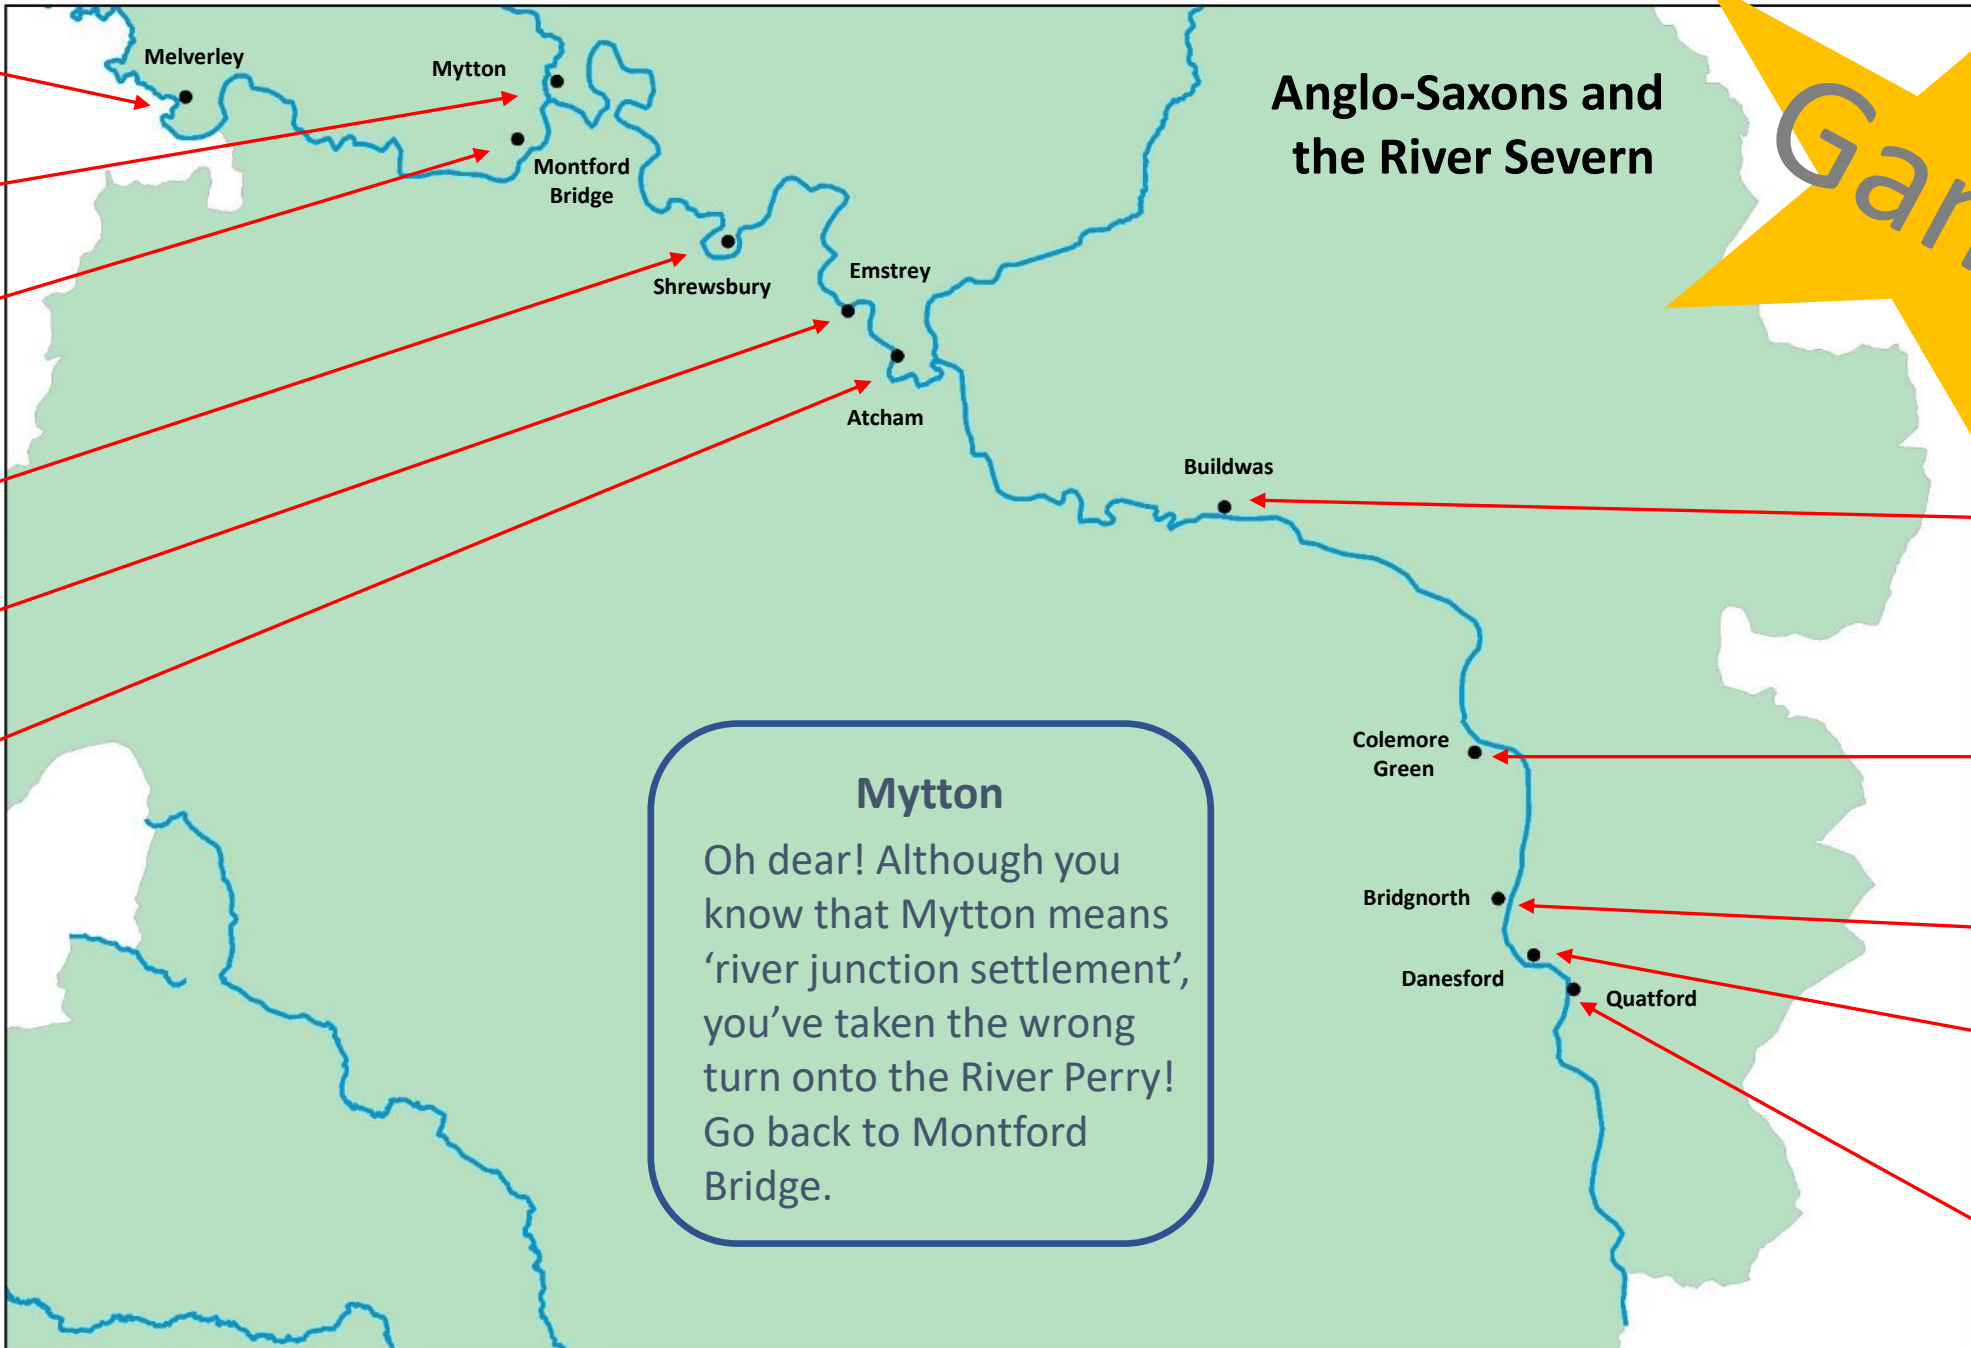 Melverley
Mytton
Montford
Bridge
Anglo-Saxons and
the River Severn
Shrewsbury
Emstrey
Atcham
Buildwas
Colemore
Green
Bridgnorth
Danesford
Quatford
Mytton
Oh dear! Although you
know that Mytton means
‘river junction settlement’,
you’ve taken the wrong
turn onto the River Perry!
Go back to Montford
Bridge.